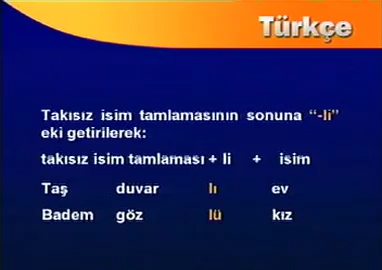 Türkçe
Takısız isim tamlamasının sonuna “-li”
eki getirilerek:
takısız isim tamlaması + li + isim
Taş duvar lı ev
Badem göz lü kız